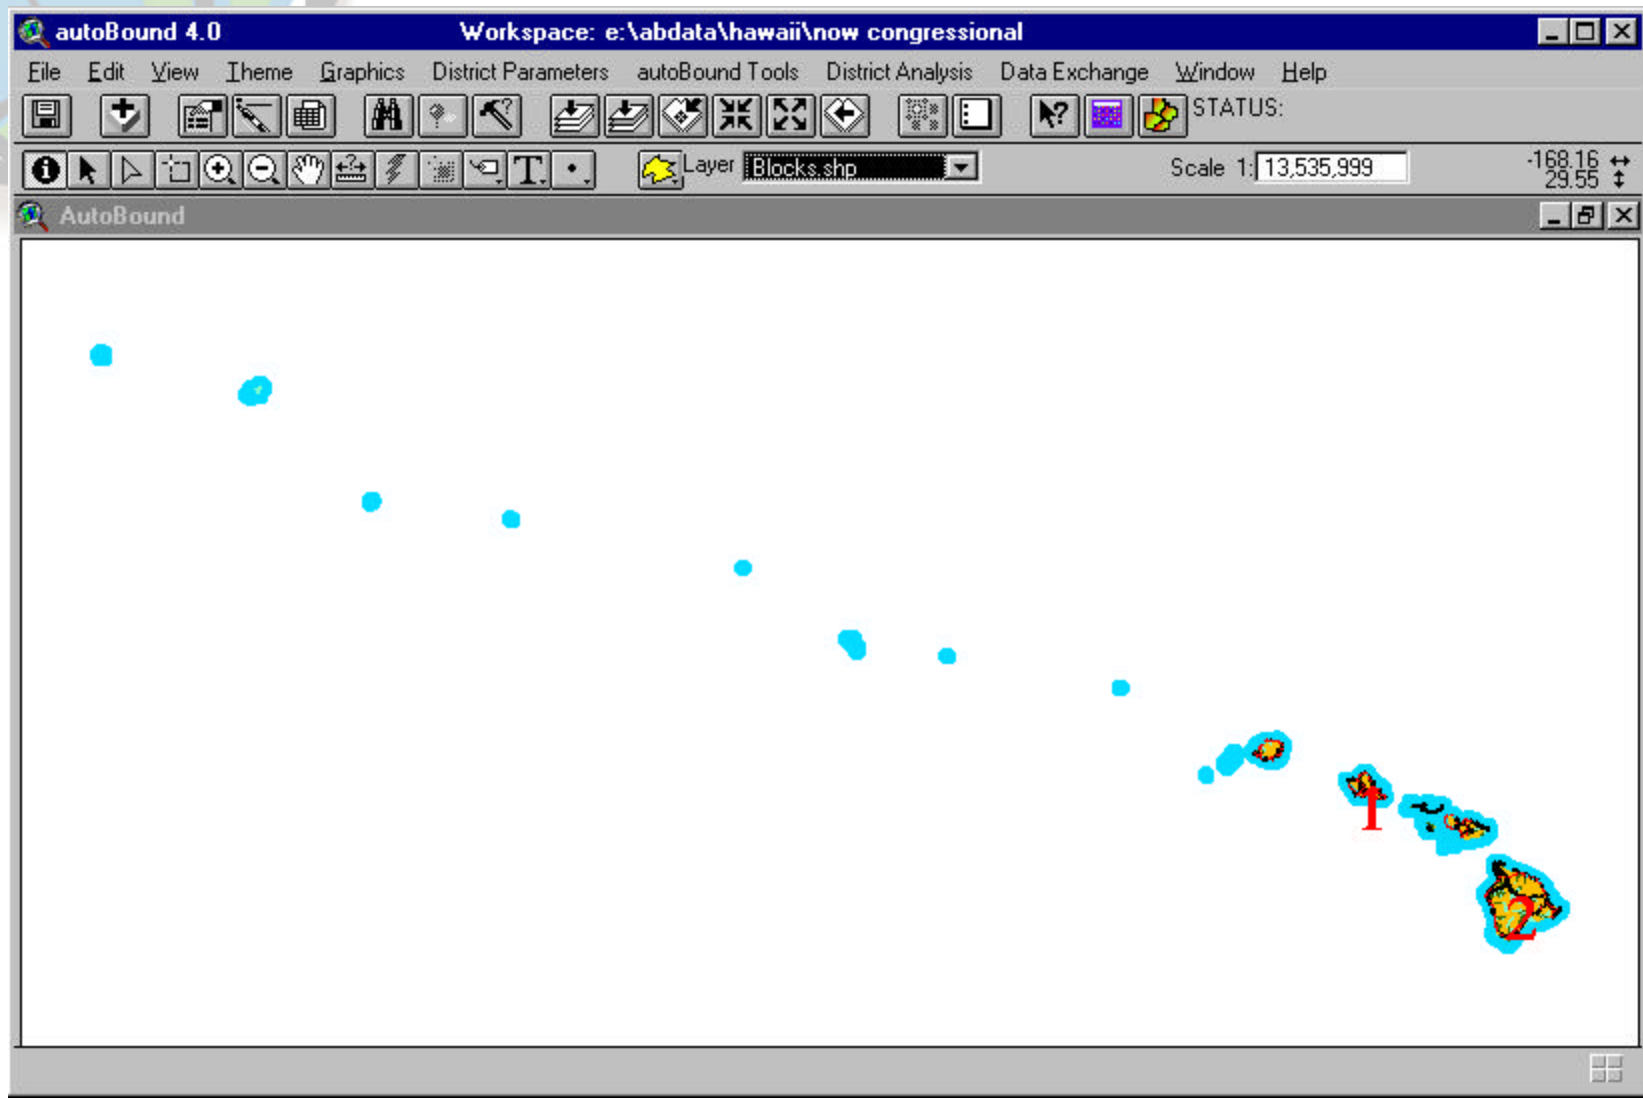 autoBound 4.0 Workspace: e:\abdata\hawaii\now congressional
File Edit View Theme Graphics District Parameters autoBound Tools District Analysis Data Exchange Window Help
STATUS:
Layer Blocks.shp Scale 1: 13,535,999 -168.16
29.55
AutoBound
1
2